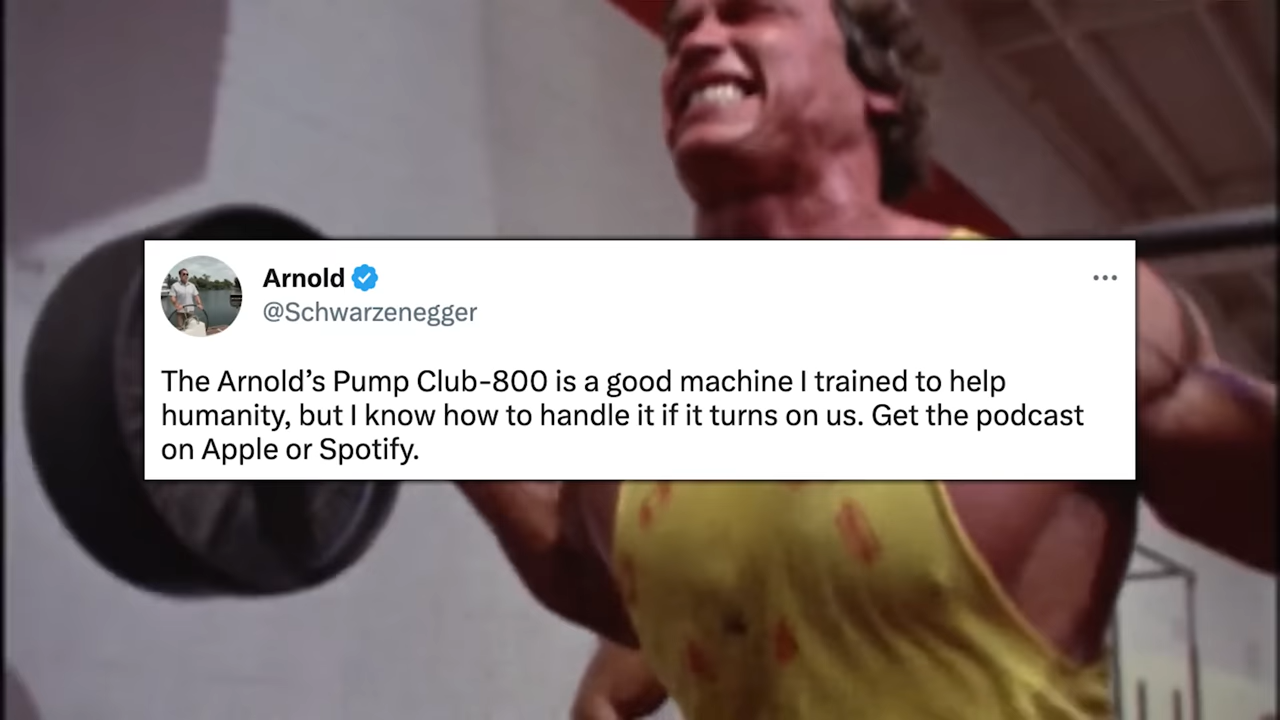 Arnold
@Schwarzenegger
The Arnold’s Pump Club-800 is a good machine I trained to help
humanity, but I know how to handle it if it turns on us. Get the podcast
on Apple or Spotify.